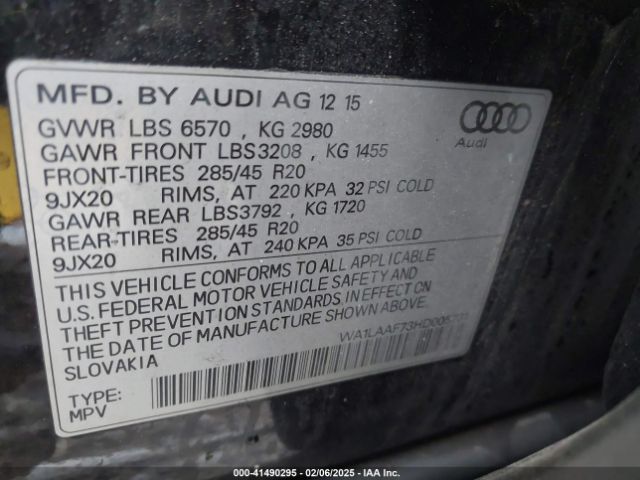 MFD. BY AUDI AG 12 15
GVWR LBS 6570 , KG 2980
GAWR FRONT LBS3208 , KG 1455
FRONT-TIRES 285/45 R20
9JX20 RIMS, AT 220 KPA 32 PSI COLD
GAWR REAR LBS3792 , KG 1720
REAR-TIRES 285/45 R20
9JX20 RIMS, AT 240 KPA 35 PSI COLD
THIS VEHICLE CONFORMS TO ALL APPLICABLE
U.S. FEDERAL MOTOR VEHICLE SAFETY AND
THEFT PREVENTION STANDARDS IN EFFECT ON
THE DATE OF MANUFACTURE SHOWN ABOVE.
SLOVAKIA
TYPE:
MPV
Audi
000-41490295 - 02/06/2025 - IAA Inc.